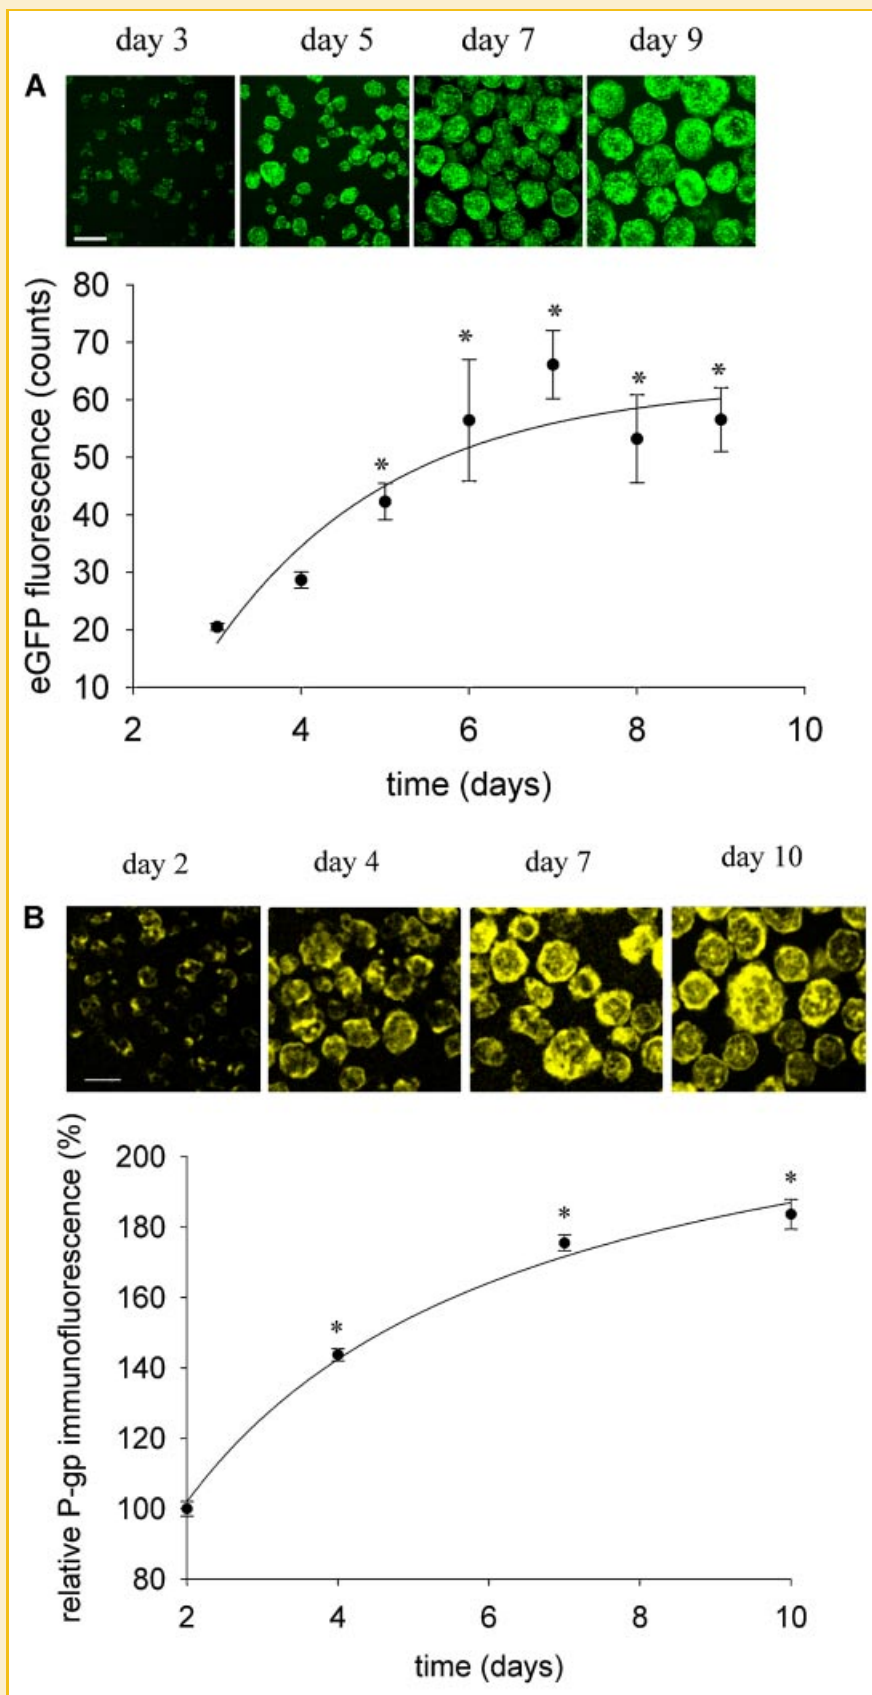 day 3 day 5 day 7 day 9
A
80
70
60
50
40
30
20
10
eGFP fluorescence (counts)
* * * * *
2 4 6 8 10
time (days)
day 2 day 4 day 7 day 10
B
200
180
160
140
120
100
80
relative P-gp immunofluorescence (%)
* * *
2 4 6 8 10
time (days)